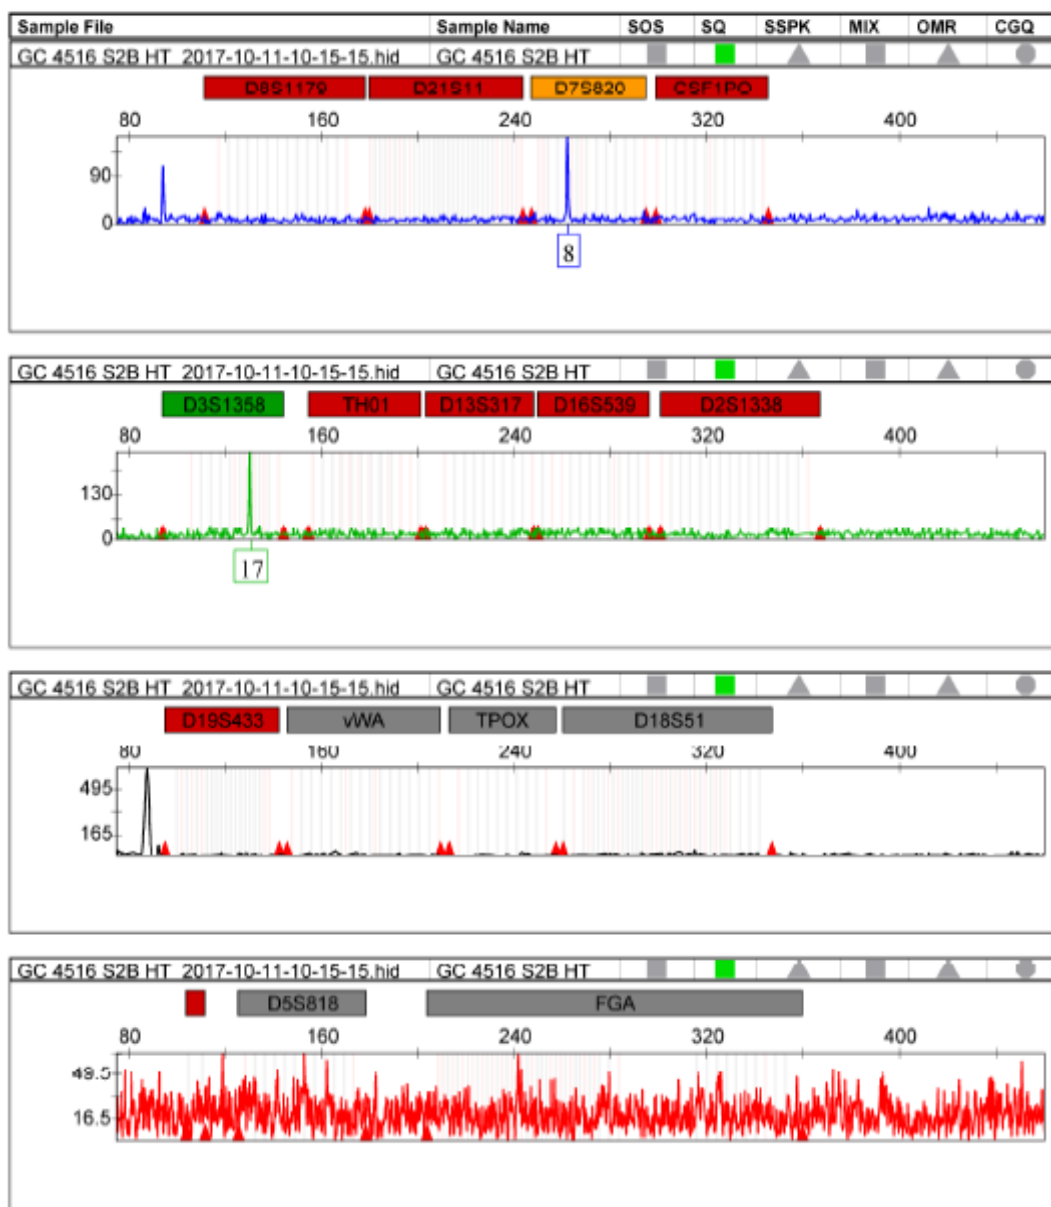 Sample File Sample Name SOS SQ SSPK MIX OMR CGQ
GC 4516 S2B HT 2017-10-11-10-15-15.hid GC 4516 S2B HT
D8S1179 D21S11 D7S820 CSF1PO
80 160 240 320 400
90
0
8
GC 4516 S2B HT 2017-10-11-10-15-15.hid GC 4516 S2B HT
D3S1358 TH01 D13S317 D16S539 D2S1338
80 160 240 320 400
130
0
17
GC 4516 S2B HT 2017-10-11-10-15-15.hid GC 4516 S2B HT
D19S433 vWA TPOX D18S51
80 160 240 320 400
495
165
GC 4516 S2B HT 2017-10-11-10-15-15.hid GC 4516 S2B HT
D5S818 FGA
80 160 240 320 400
49.5
16.5